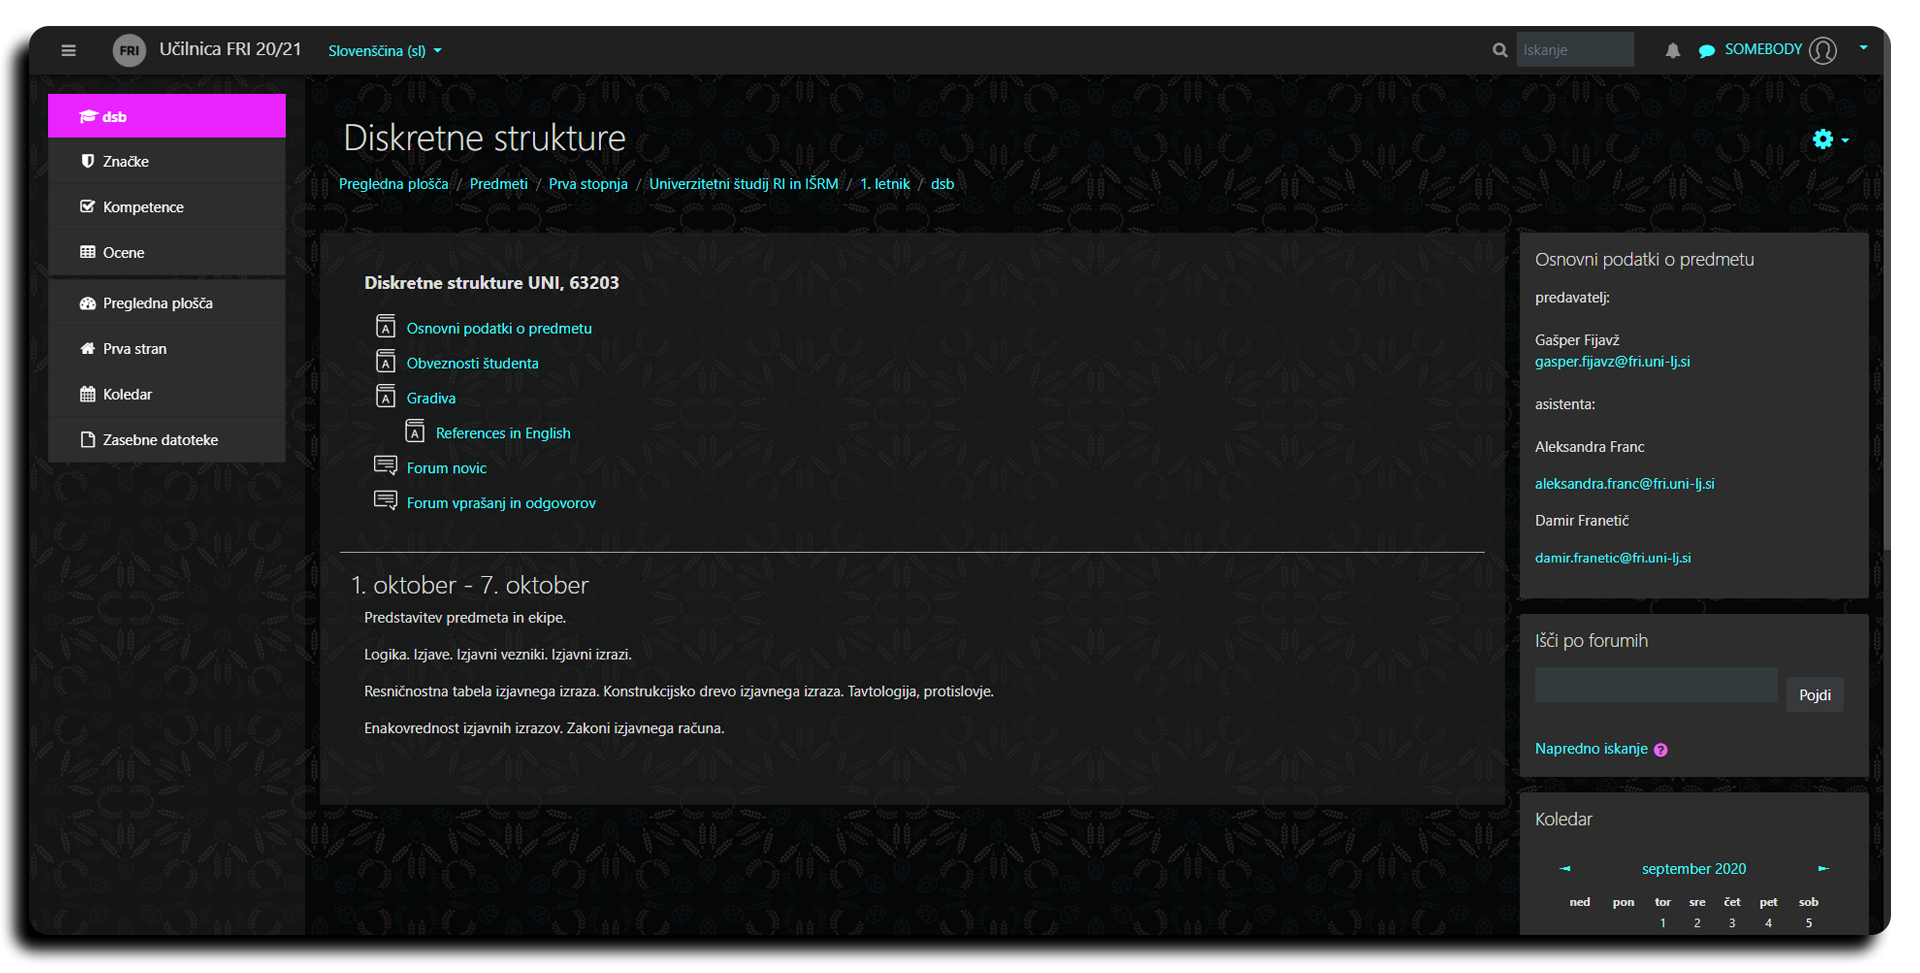 FRI Učilnica FRI 20/21 Slovenščina (sl) Iskanje SOMEBODY
dsb
Značke
Kompetence
Ocene
Pregledna plošča
Prva stran
Koledar
Zasebne datoteke
Diskretne strukture
Pregledna plošča / Predmeti / Prva stopnja / Univerzitetni študij RI in IŠRM / 1. letnik / dsb
Diskretne strukture UNI, 63203
A Osnovni podatki o predmetu
A Obveznosti študenta
A Gradiva
A References in English
Forum novic
Forum vprašanj in odgovorov
1. oktober - 7. oktober
Predstavitev predmeta in ekipe.
Logika. Izjave. Izjavni vezniki. Izjavni izrazi.
Resničnostna tabela izjavnega izraza. Konstrukcijsko drevo izjavnega izraza. Tavtologija, protislovje.
Enakovrednost izjavnih izrazov. Zakoni izjavnega računa.
Osnovni podatki o predmetu
predavatelj:
Gašper Fijavž
gasper.fijavz@fri.uni-lj.si
asistenta:
Aleksandra Franc
aleksandra.franc@fri.uni-lj.si
Damir Franetič
damir.franetic@fri.uni-lj.si
Išči po forumih
Pojdi
Napredno iskanje ?
Koledar
◄ september 2020 ►
ned pon tor sre čet pet sob
1 2 3 4 5